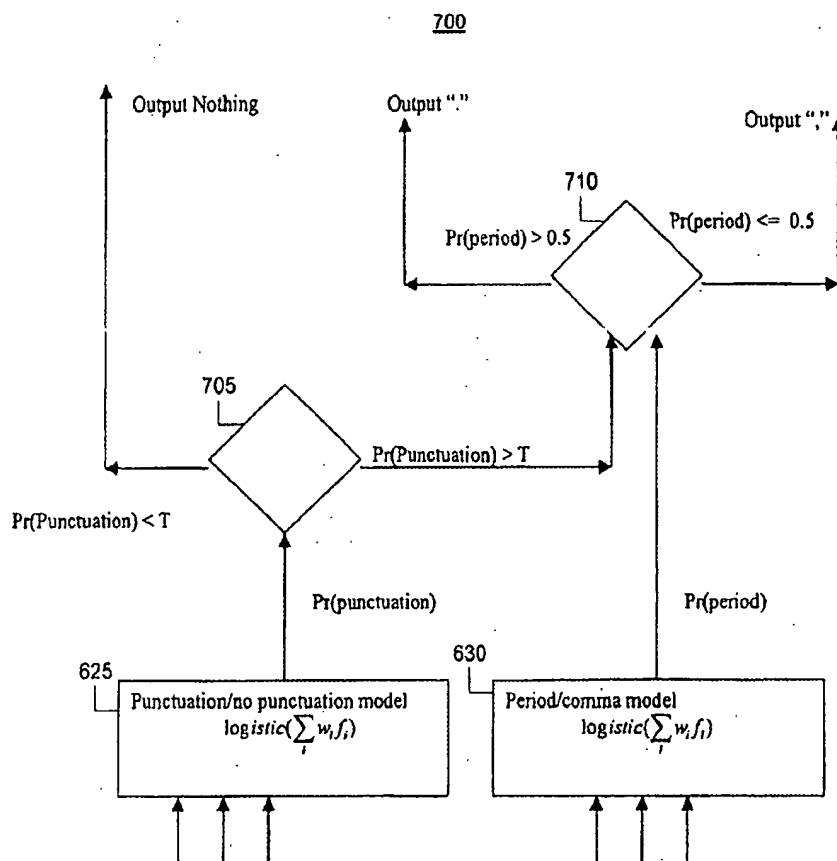 700
Output Nothing
Output "."
Output ","
710
Pr(period) > 0.5
Pr(period) <= 0.5
705
Pr(Punctuation) > T
Pr(Punctuation) < T
Pr(punctuation)
Pr(period)
625
Punctuation/no punctuation model
logistic(∑ᵢ wᵢfᵢ)
630
Period/comma model
logistic(∑ᵢ wᵢfᵢ)